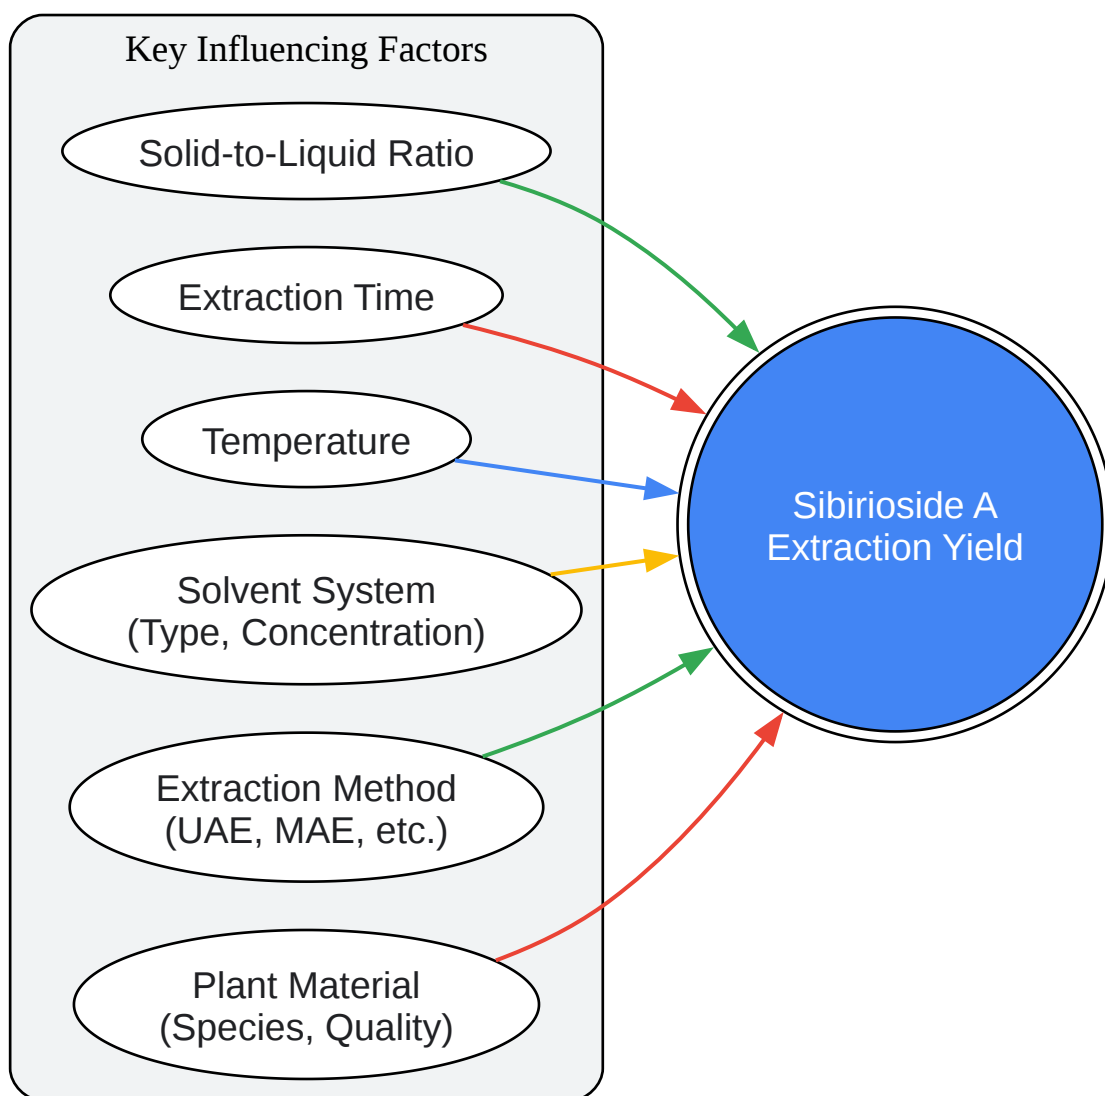 Key Influencing Factors
Solid-to-Liquid Ratio
Extraction Time
Temperature
Solvent System
(Type, Concentration)
Extraction Method
(UAE, MAE, etc.)
Plant Material
(Species, Quality)
Sibirioside A
Extraction Yield